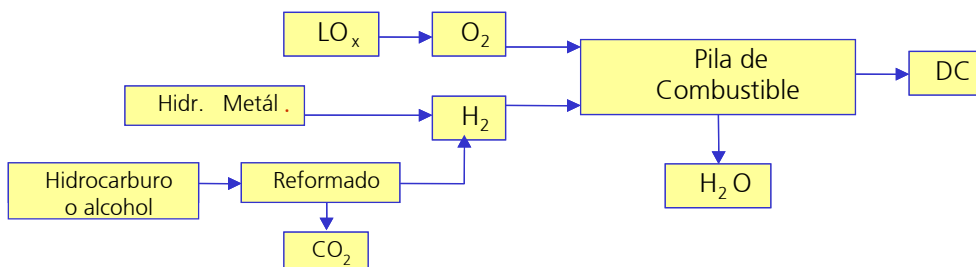 LOx
O2
Pila de
Combustible
DC
Hidr. Metál .
H2
Hidrocarburo
o alcohol
Reformado
H2O
CO2